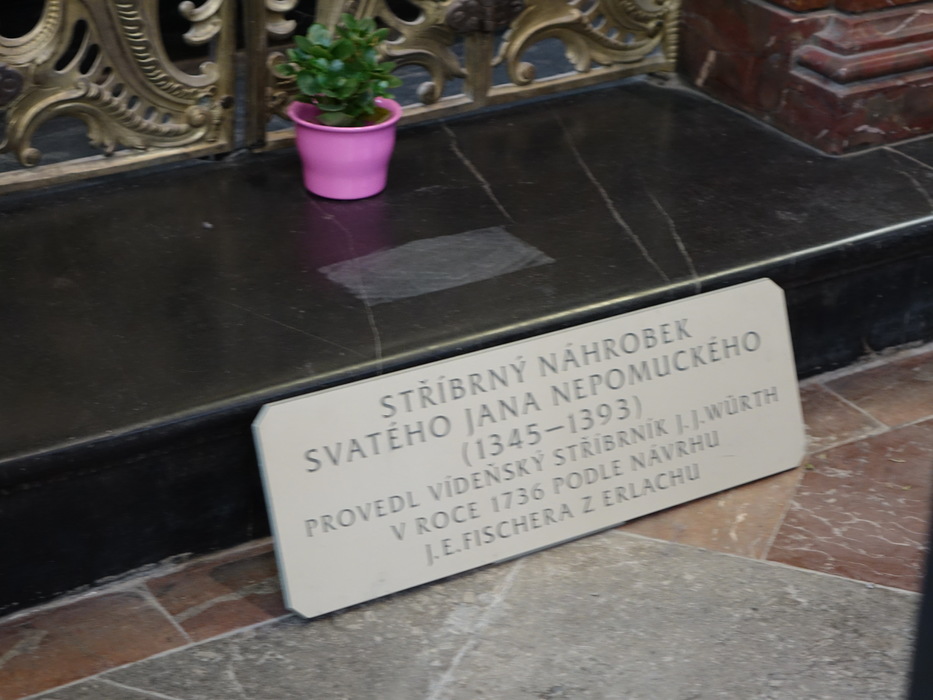 STŘÍBRNÝ NÁHROBEK
SVATÉHO JANA NEPOMUCKÉHO
(1345–1393)
PROVEDL VÍDEŇSKÝ STŘÍBRNÍK J. J. WÜRTH
V ROCE 1736 PODLE NÁVRHU
J.E.FISCHERA Z ERLACHU